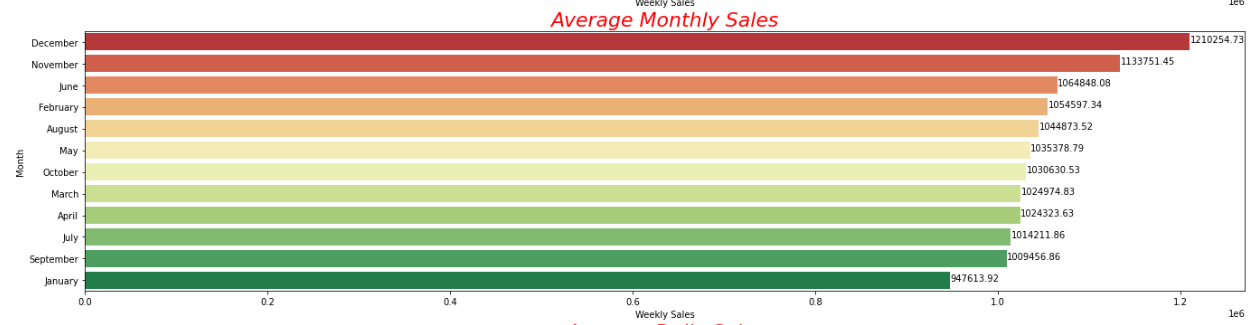 Weekly Sales
1e6
Average Monthly Sales
December
1210254.73
November
1133751.45
June
1064848.08
February
1054597.34
August
1044873.52
May
1035378.79
October
1030630.53
March
1024974.83
April
1024323.63
July
1014211.86
September
1009456.86
January
947613.92
Month
0.0 0.2 0.4 0.6 0.8 1.0 1.2
Weekly Sales
1e6